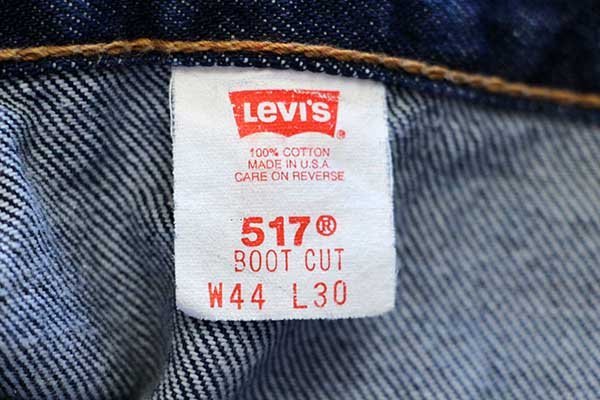 LEVI'S®
100% COTTON
MADE IN U.S.A.
CARE ON REVERSE
517®
BOOT CUT
W44 L30